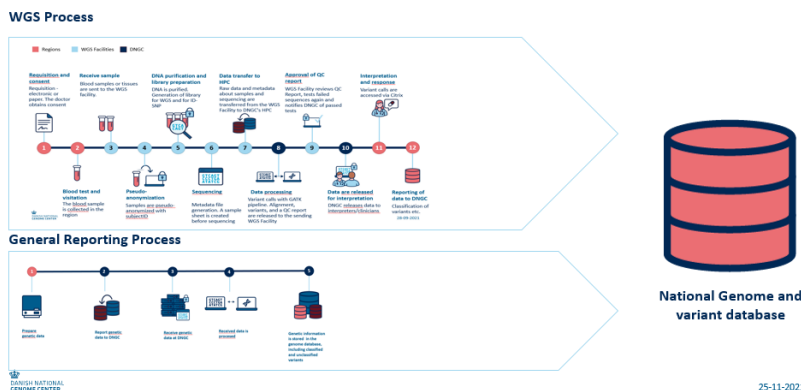 WGS Process
Regions
WGS Facilities
DNGC
Requisition and
consent
Requisition -
electronic or
paper. The doctor
obtains consent
Receive sample
Blood samples or tissues
are sent to the WGS
facility.
DNA purification and
library preparation
DNA is purified.
Generation of library
for WGS and for ID-
SNP
Data transfer to
HPC
Raw data and metadata
about samples and
sequencing are
transferred from the WGS
Facility to DNGC's HPC
Approval of QC
report
WGS Facility reviews QC
Report, tests failed
sequences again and
notifies DNGC of passed
tests
Interpretation
and response
Variant calls are
accessed via Citrix
1
2
3
4
5
6
7
8
9
10
11
12
Blood test and
visitation
The blood sample
is collected in the
region
Pseudo-
anonymization
Samples are pseudo-
anonymized with
subjectID
Sequencing
Metadata file
generation. A sample
sheet is created
before sequencing
Data processing
Variant calls with GATK
pipeline. Alignment,
variants, and a QC report
are released to the sending
WGS Facility
Data are released
for interpretation
DNGC releases data to
interpreters/clinicians
Reporting of
data to DNGC
Classification of
variants etc.
General Reporting Process
1
2
3
4
5
Prepare
genetic data
Report genetic
data to DNGC
Receive genetic
data at DNGC
Received data is
processed
Genetic information
is stored in the
genome database,
including classified
and unclassified
variants
National Genome and
variant database
DANISH NATIONAL
GENOME CENTER